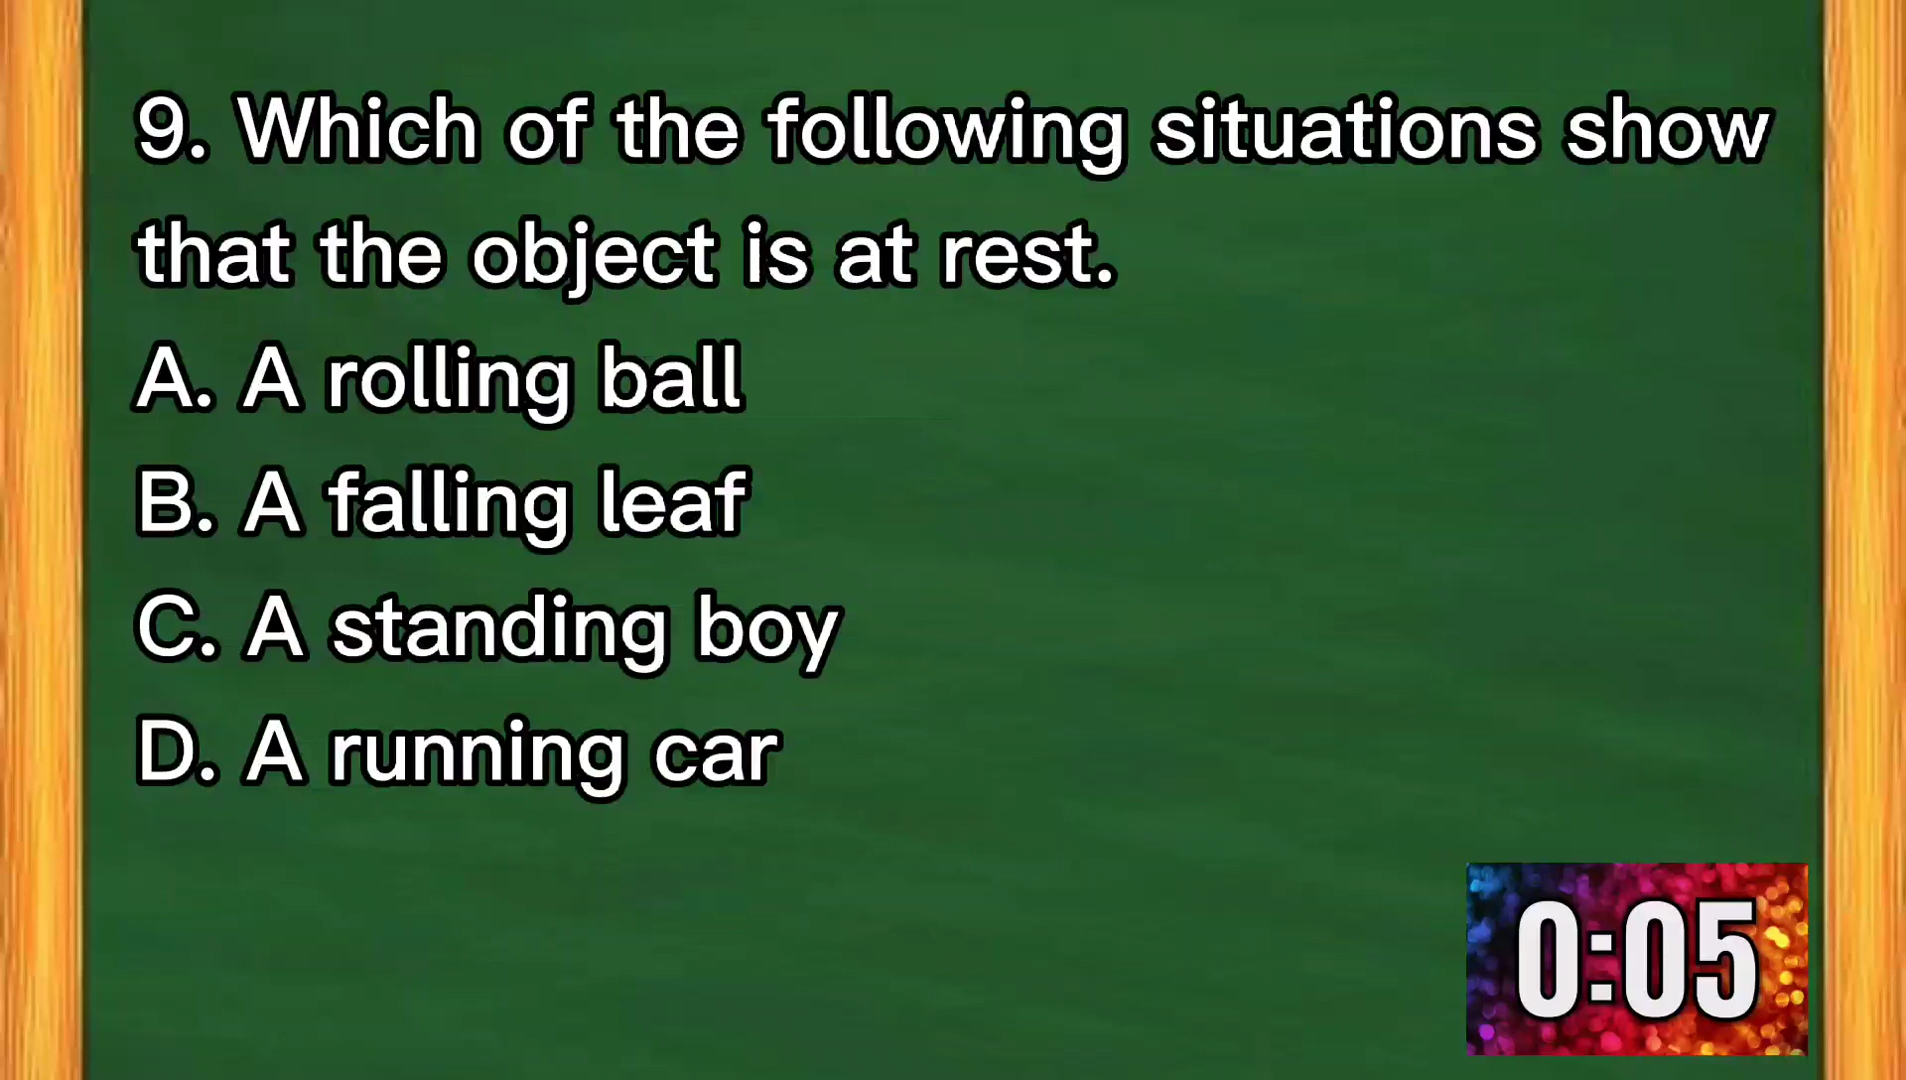 9. Which of the following situations show
that the object is at rest.
A. A rolling ball
B. A falling leaf
C. A standing boy
D. A running car
0:05